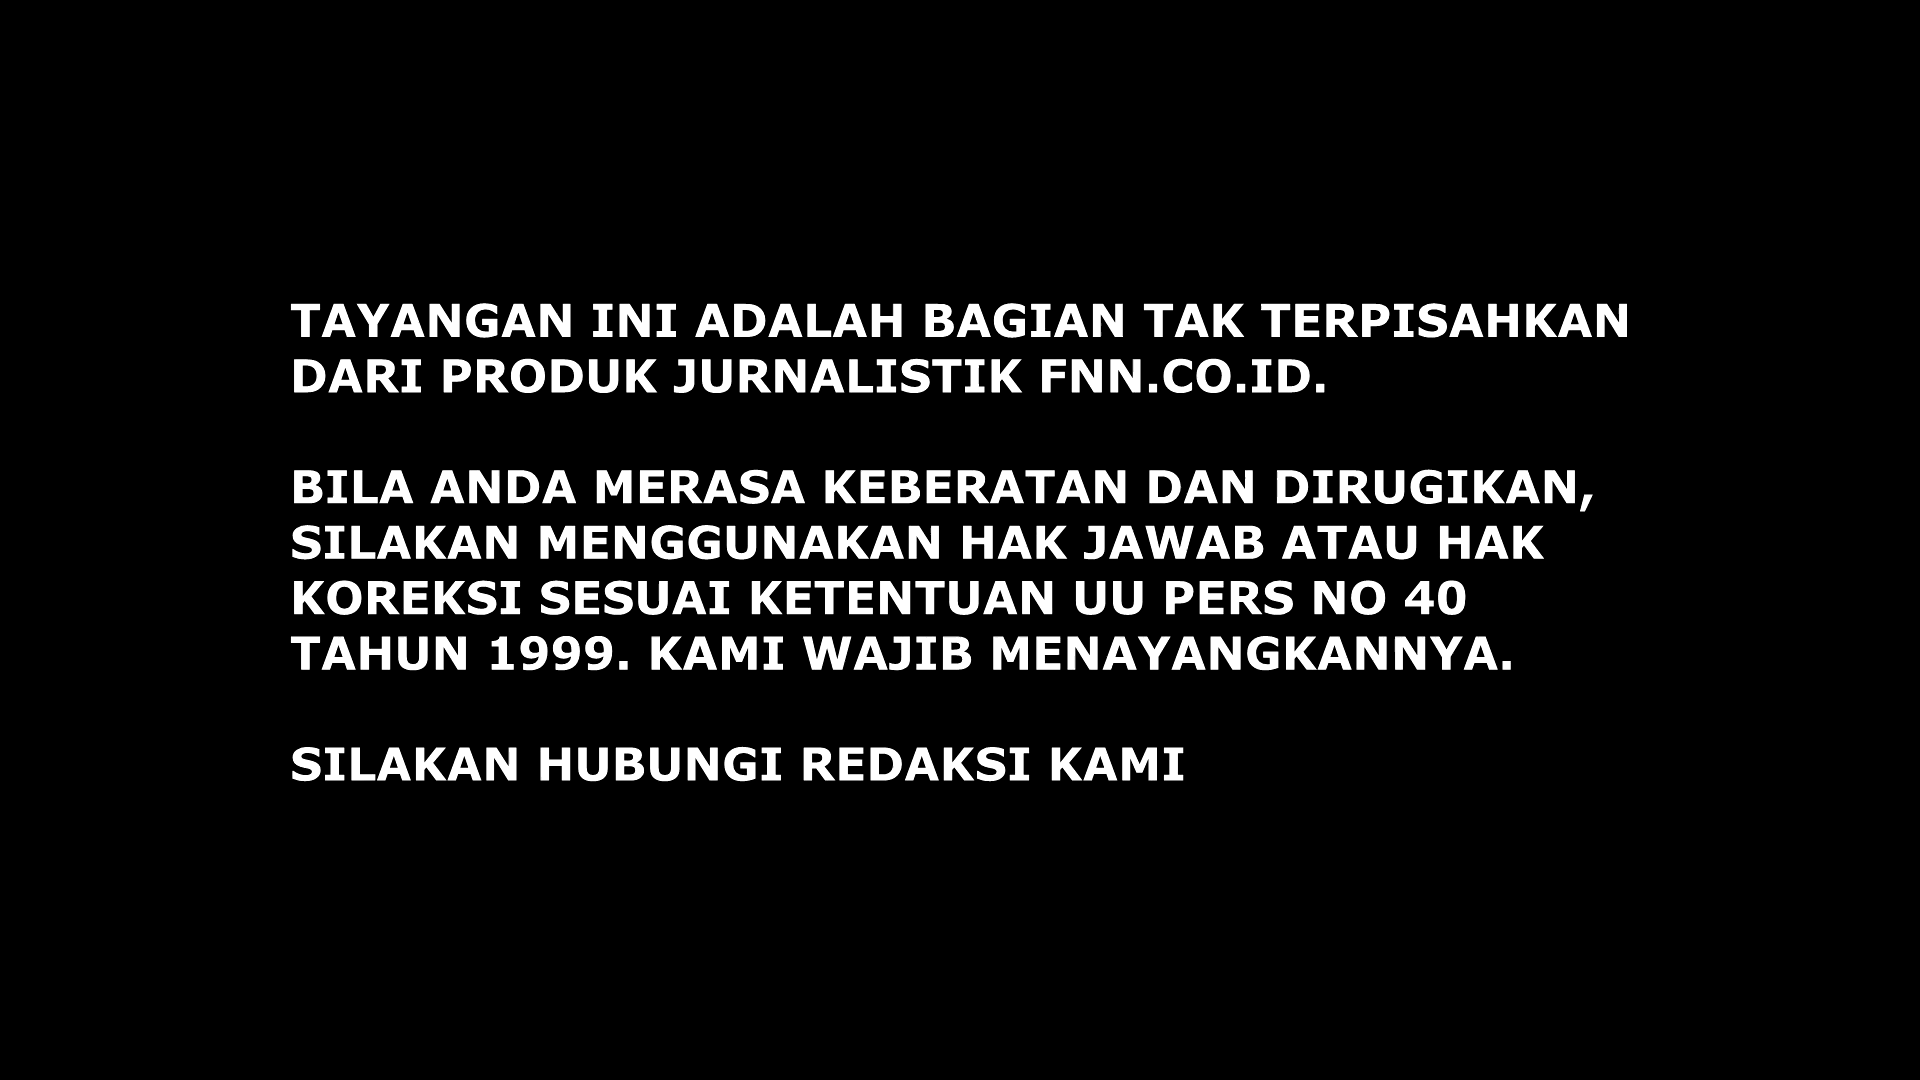 TAYANGAN INI ADALAH BAGIAN TAK TERPISAHKAN
DARI PRODUK JURNALISTIK FNN.CO.ID.
BILA ANDA MERASA KEBERATAN DAN DIRUGIKAN,
SILAKAN MENGGUNAKAN HAK JAWAB ATAU HAK
KOREKSI SESUAI KETENTUAN UU PERS NO 40
TAHUN 1999. KAMI WAJIB MENAYANGKANNYA.
SILAKAN HUBUNGI REDAKSI KAMI